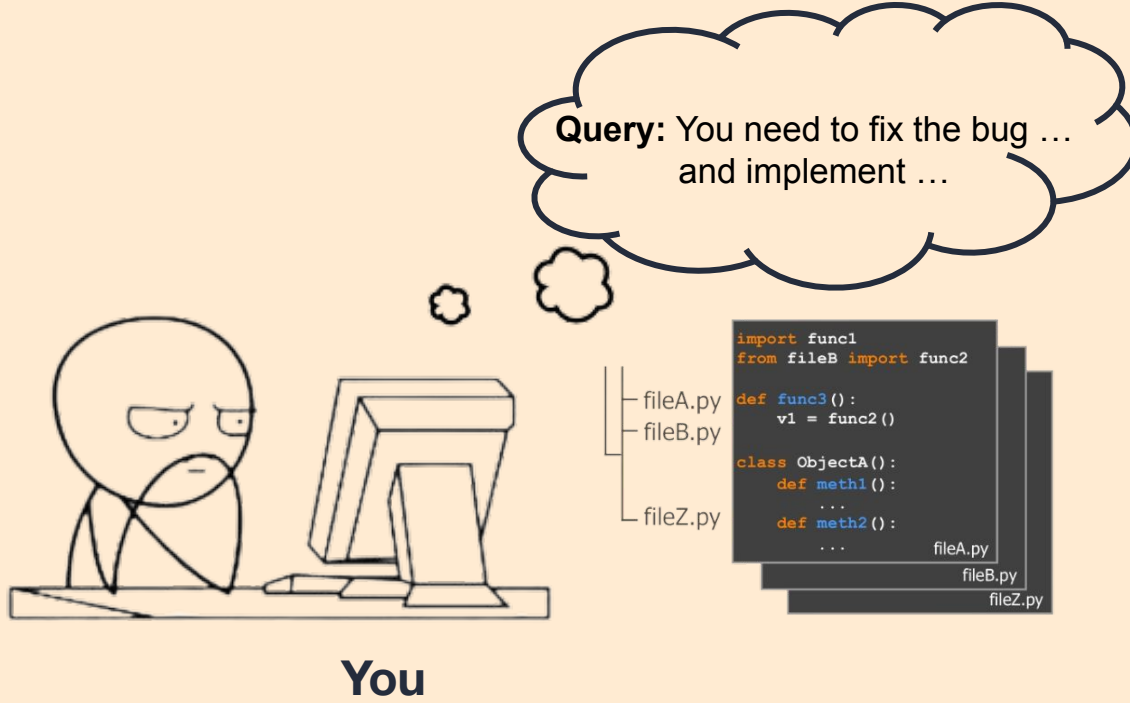 Query: You need to fix the bug …
and implement …
fileA.py
fileB.py
fileZ.py
import func1
from fileB import func2
def func3():
v1 = func2()
class ObjectA():
def meth1():
...
def meth2():
...
fileA.py
fileB.py
fileZ.py
You